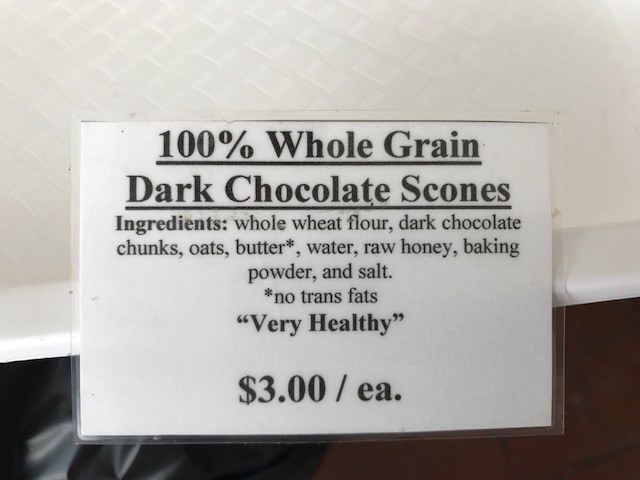 100% Whole Grain
Dark Chocolate Scones
Ingredients: whole wheat flour, dark chocolate
chunks, oats, butter*, water, raw honey, baking
powder, and salt.
*no trans fats
“Very Healthy”
$3.00 / ea.